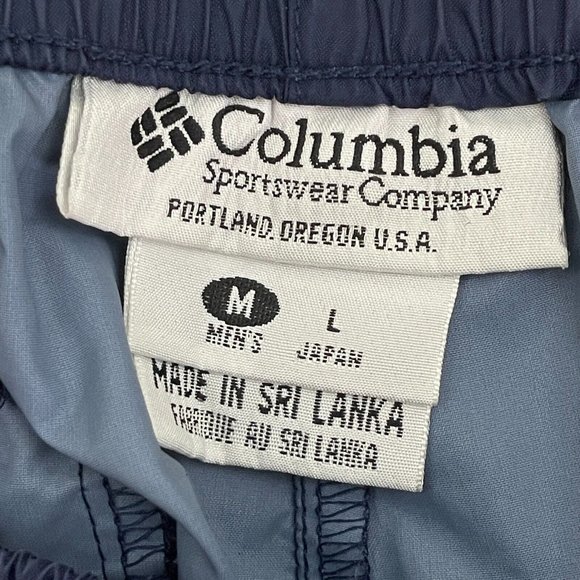 Columbia
Sportswear Company
PORTLAND. OREGON U.S.A.
M L
MEN'S JAPAN
MADE IN SRI LANKA
FABRIQUE AU SRI LANKA